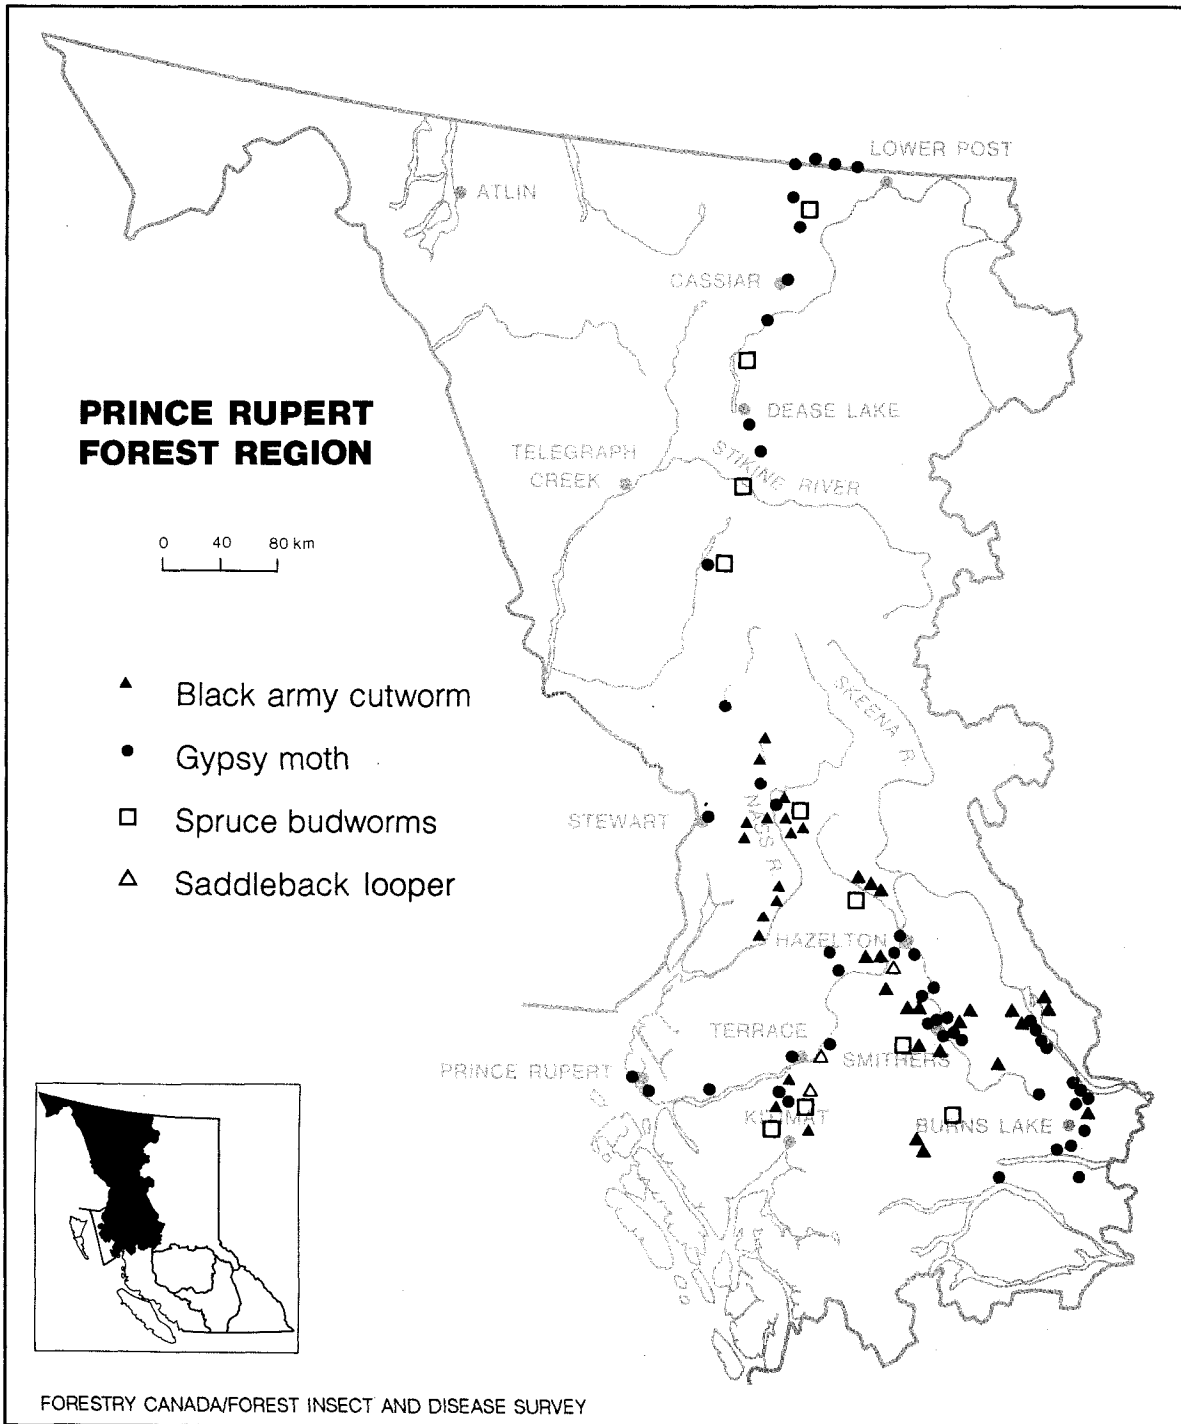 LOWER POST
ATLIN
CASSIAR
PRINCE RUPERT
FOREST REGION
DEASE LAKE
TELEGRAPH
CREEK
STIKINE RIVER
0 40 80 km
SKEENA R.
Black army cutworm
Gypsy moth
Spruce budworms
Saddleback looper
NASS R.
STEWART
HAZELTON
TERRACE
SMITHERS
PRINCE RUPERT
KITIMAT
BURNS LAKE
FORESTRY CANADA/FOREST INSECT AND DISEASE SURVEY